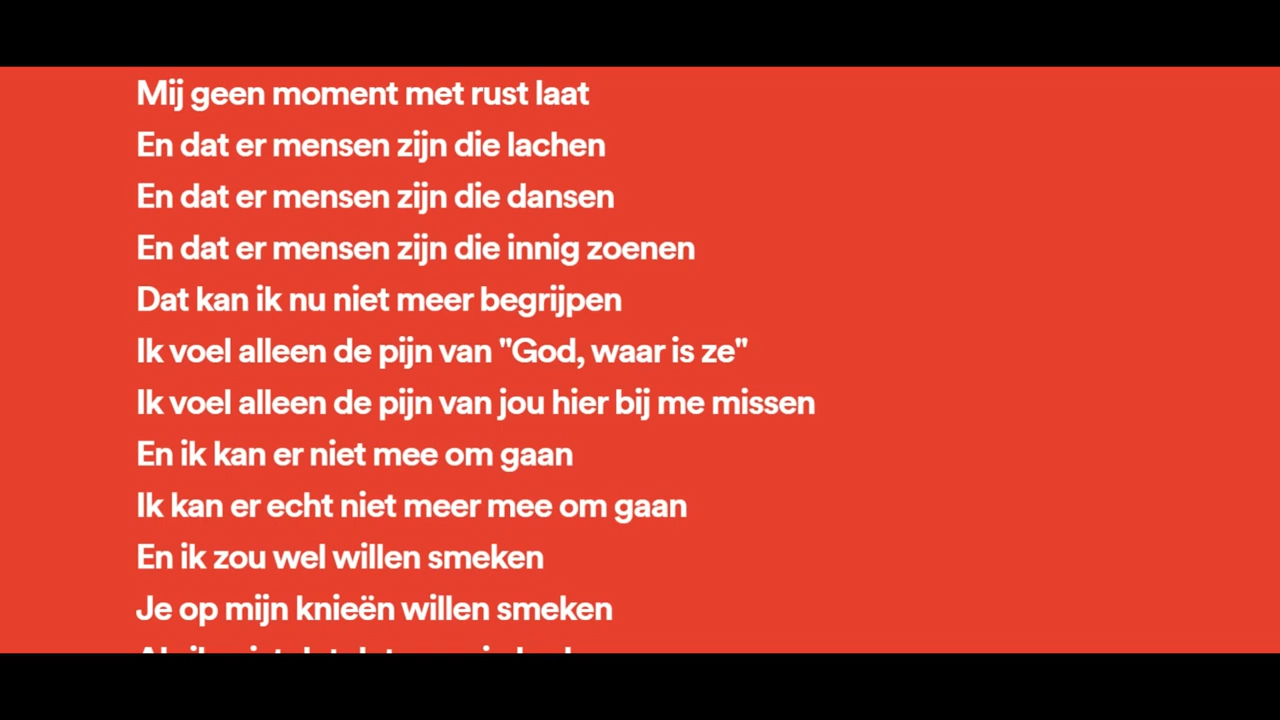 Mij geen moment met rust laat
En dat er mensen zijn die lachen
En dat er mensen zijn die dansen
En dat er mensen zijn die innig zoenen
Dat kan ik nu niet meer begrijpen
Ik voel alleen de pijn van "God, waar is ze"
Ik voel alleen de pijn van jou hier bij me missen
En ik kan er niet mee om gaan
Ik kan er echt niet meer mee om gaan
En ik zou wel willen smeken
Je op mijn knieën willen smeken